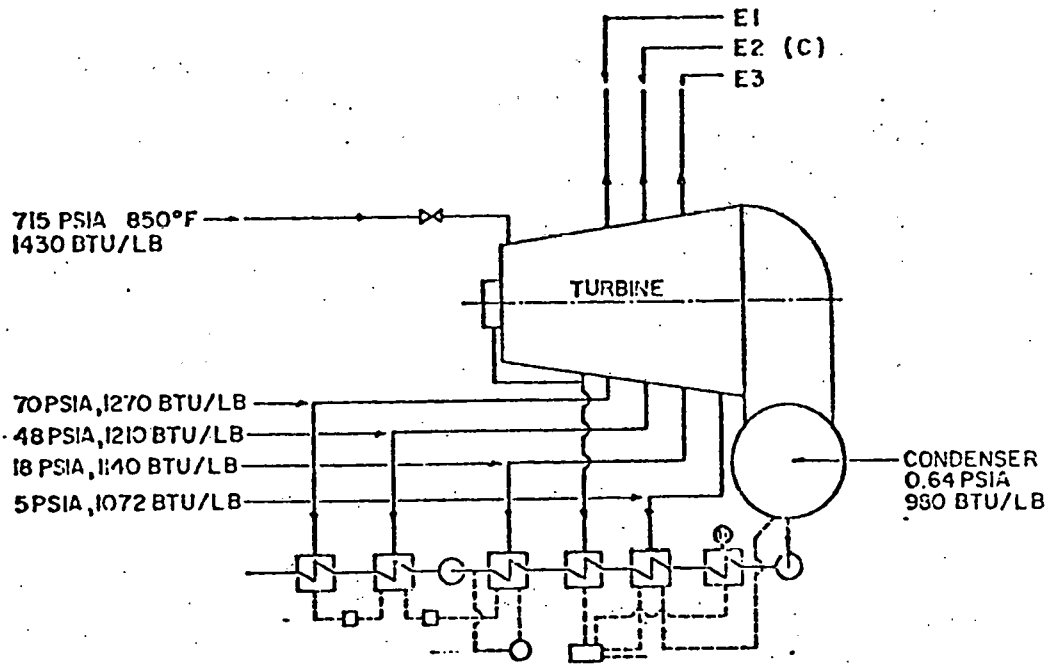 E1
E2 (C)
E3
715 PSIA 850°F
1430 BTU/LB
TURBINE
70 PSIA, 1270 BTU/LB
48 PSIA, 1210 BTU/LB
18 PSIA, 1140 BTU/LB
5 PSIA, 1072 BTU/LB
CONDENSER
0.64 PSIA
980 BTU/LB